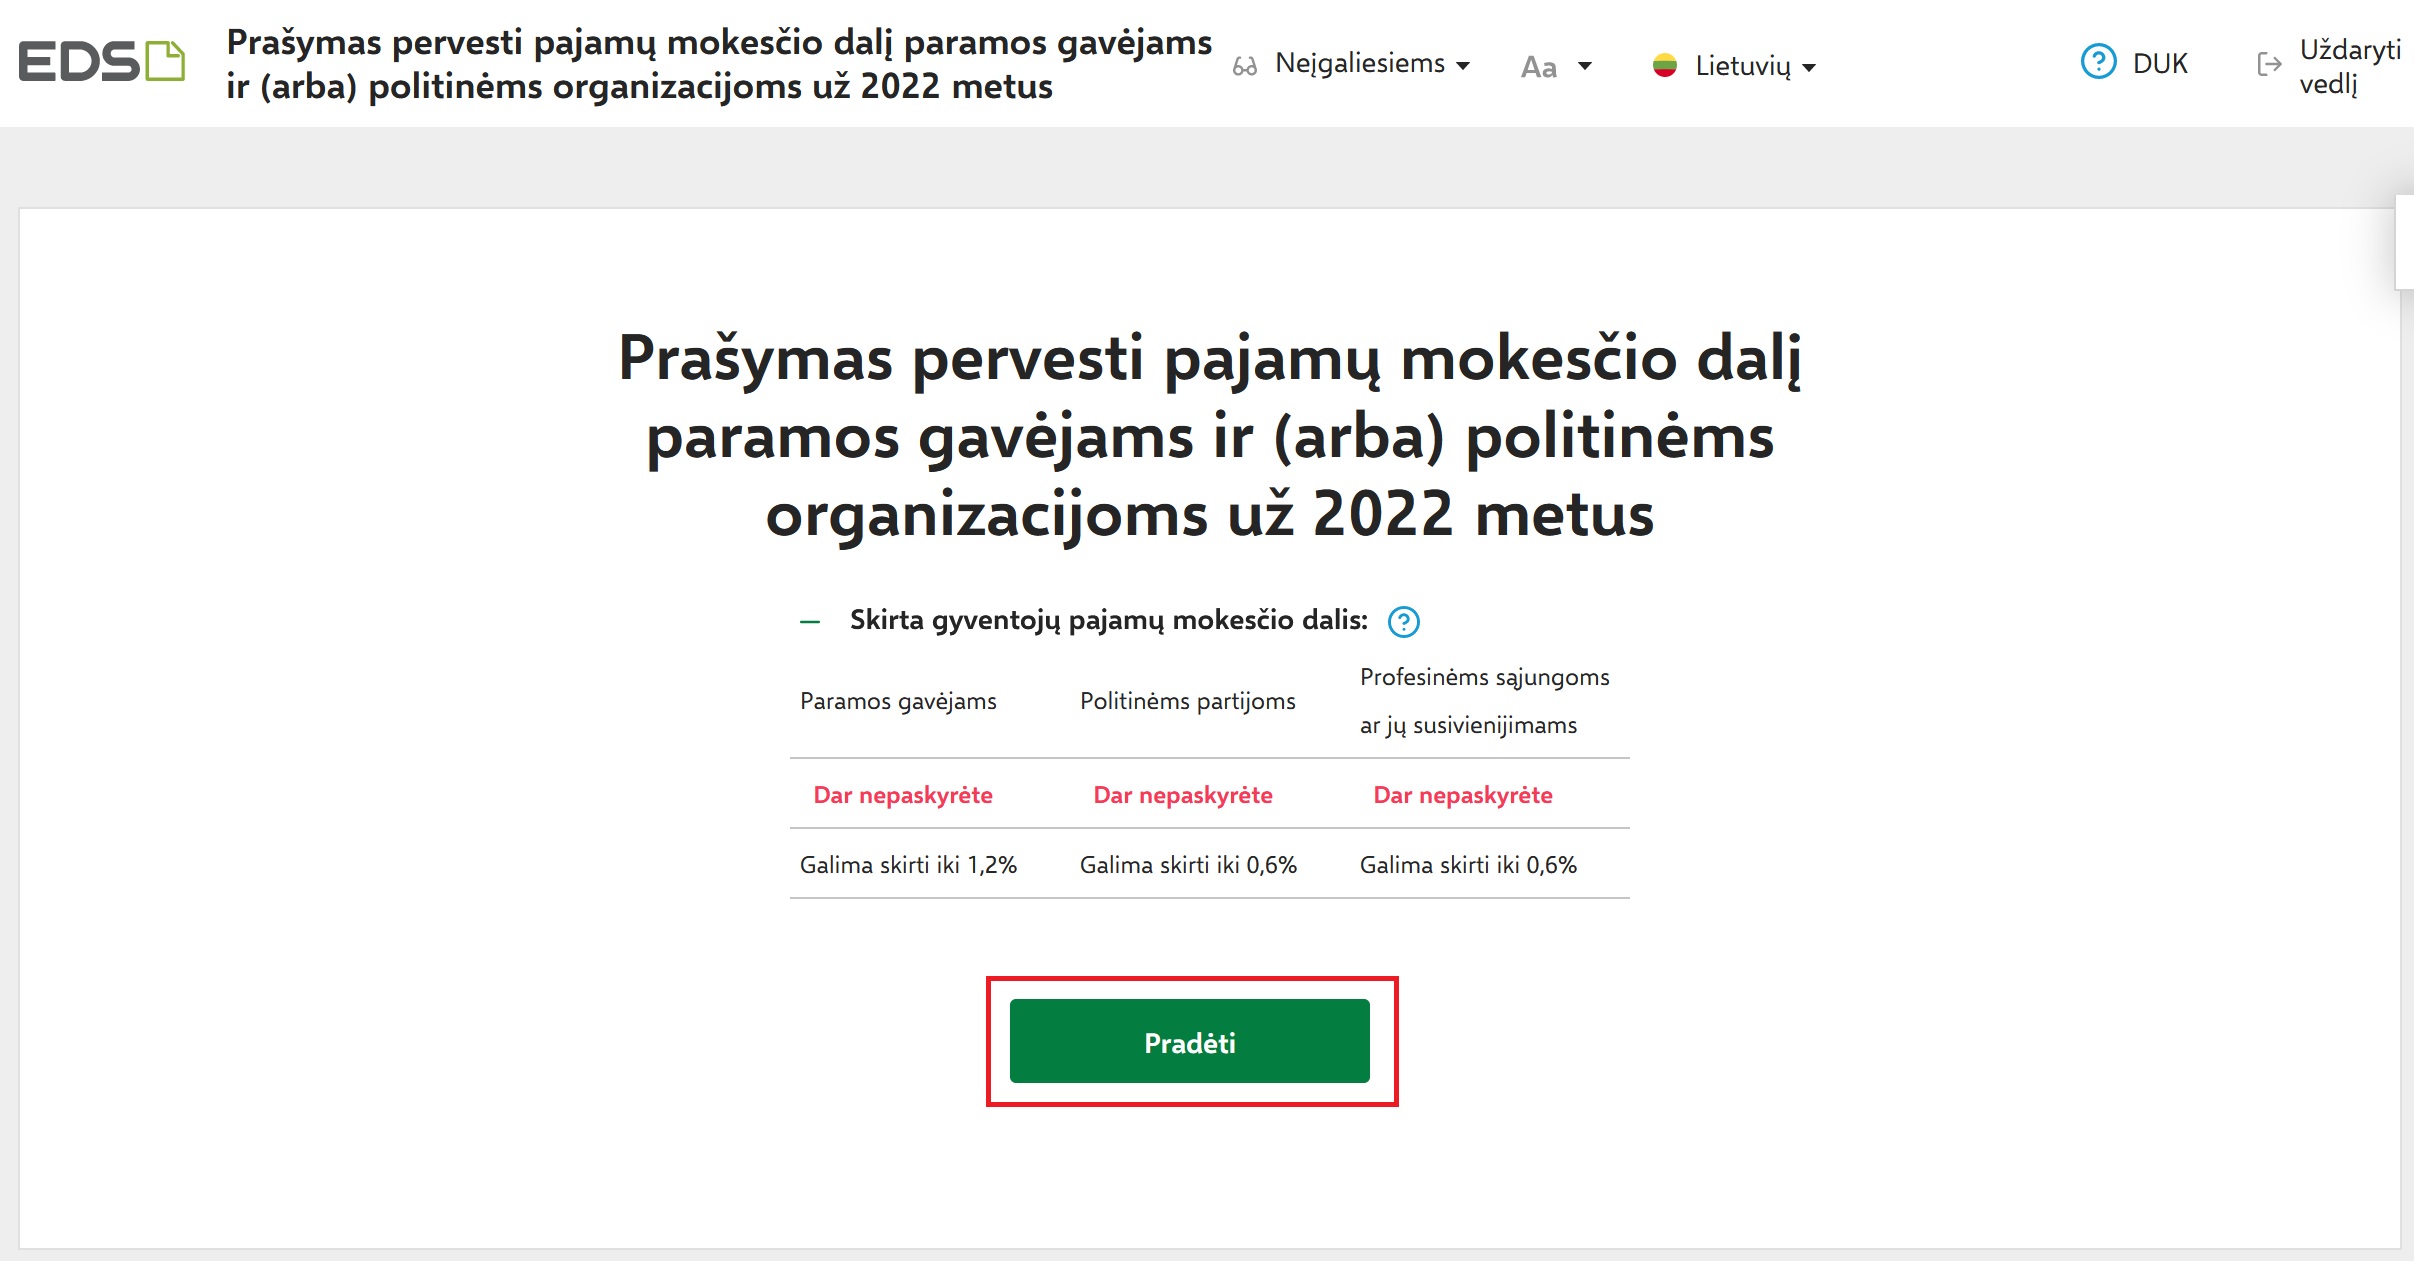 EDS
Prašymas pervesti pajamų mokesčio dalį paramos gavėjams
ir (arba) politinėms organizacijoms už 2022 metus
Neįgaliesiems
Aa
Lietuvių
? DUK
Uždaryti
vedlį
Prašymas pervesti pajamų mokesčio dalį
paramos gavėjams ir (arba) politinėms
organizacijoms už 2022 metus
— Skirta gyventojų pajamų mokesčio dalis: ?
Paramos gavėjams
Politinėms partijoms
Profesinėms sąjungoms
ar jų susivienijimams
Dar nepaskyrėte
Dar nepaskyrėte
Dar nepaskyrėte
Galima skirti iki 1,2%
Galima skirti iki 0,6%
Galima skirti iki 0,6%
Pradėti